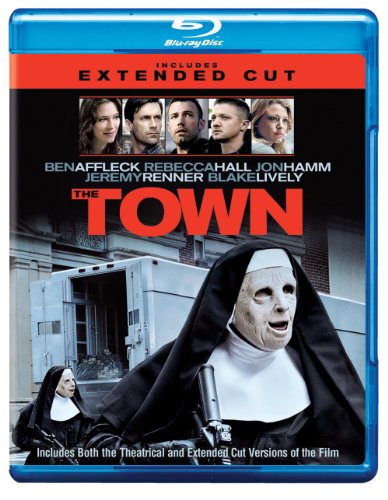 Blu-ray Disc
INCLUDES
EXTENDED CUT
BENAFFLECK REBECCAHALL JONHAMM
JEREMYRENNER BLAKELIVELY
THE
TOWN
Includes Both the Theatrical and Extended Cut Versions of the Film